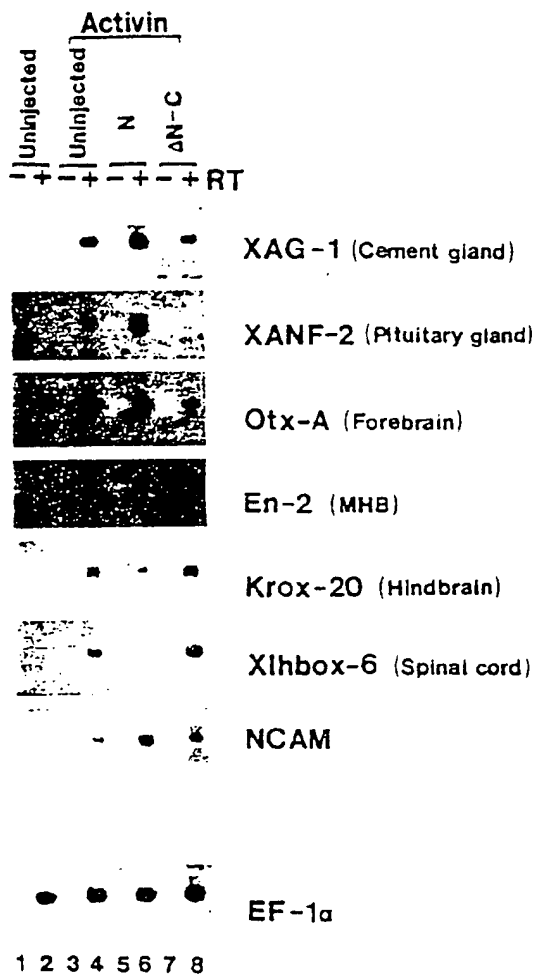 Activin
Uninjected
Uninjected
N
ΔN-C
- + - + - + - + RT
XAG-1 (Cement gland)
XANF-2 (Pituitary gland)
Otx-A (Forebrain)
En-2 (MHB)
Krox-20 (Hindbrain)
Xlhbox-6 (Spinal cord)
NCAM
EF-1α
1 2 3 4 5 6 7 8